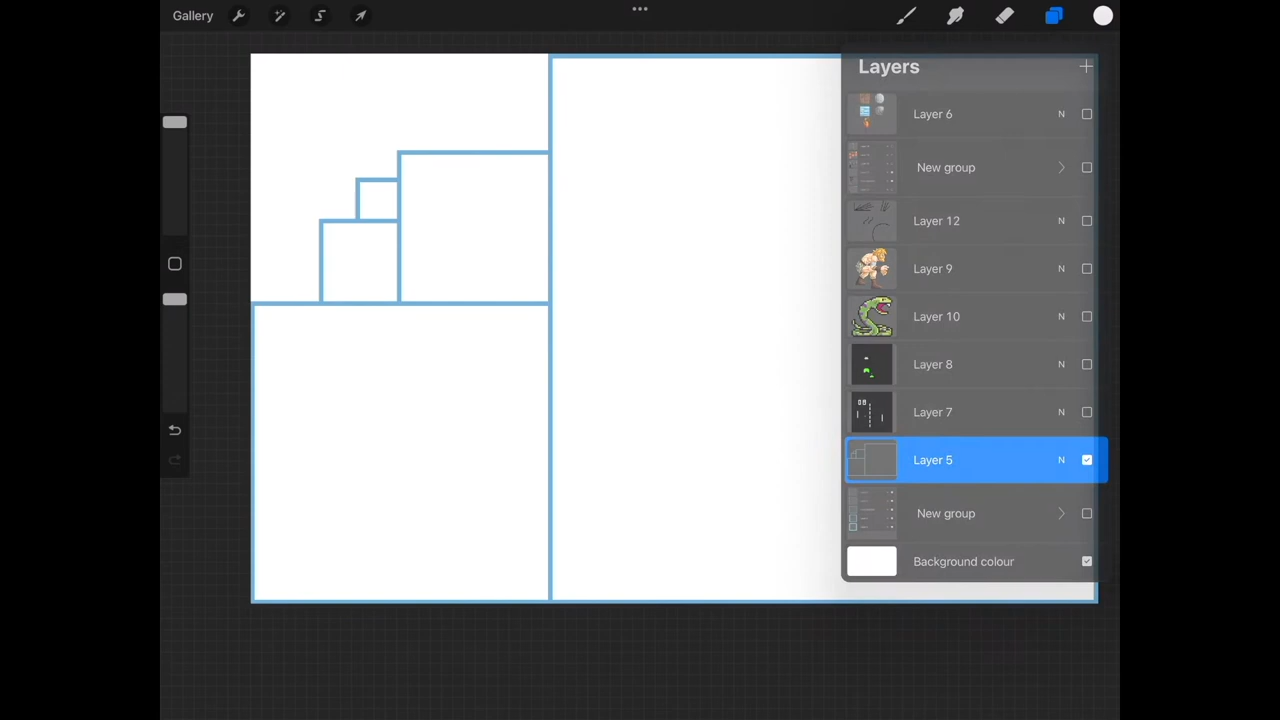 Gallery
Layers
Layer 6 N
New group
Layer 12 N
Layer 9 N
Layer 10 N
Layer 8 N
Layer 7 N
Layer 5 N
New group
Background colour